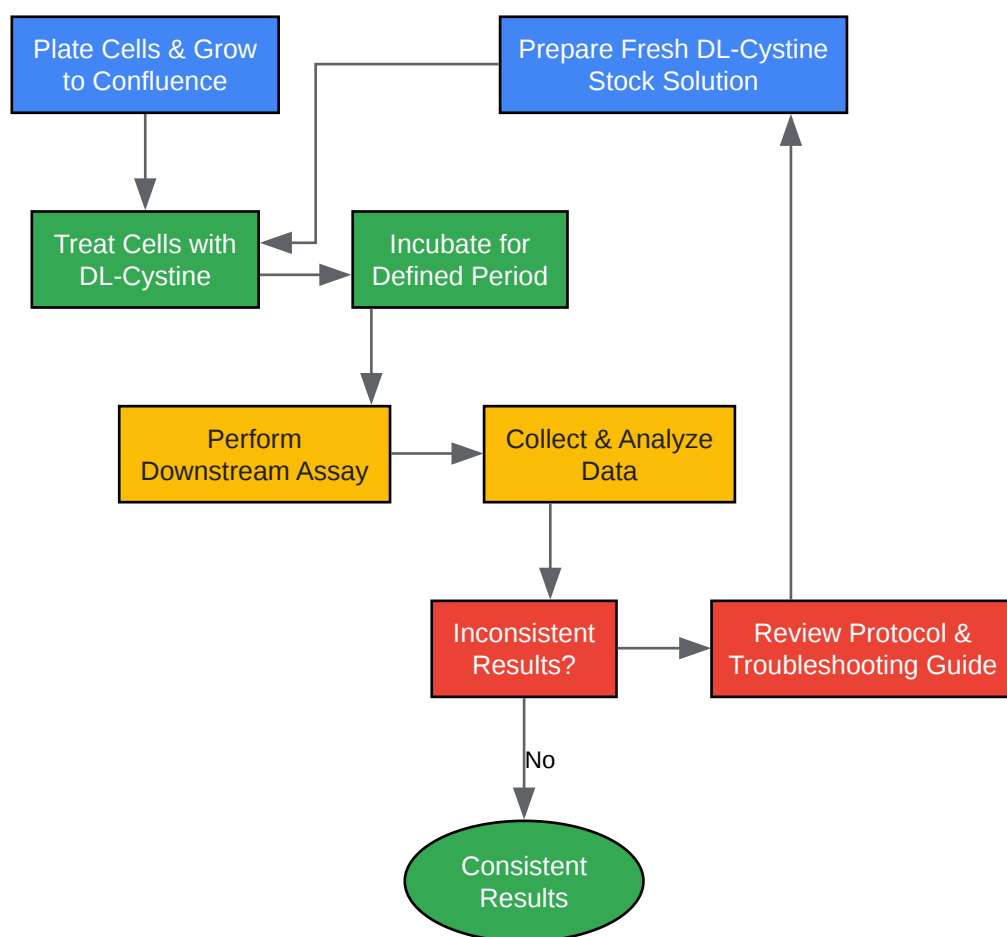 Plate Cells & Grow
to Confluence
Prepare Fresh DL-Cystine
Stock Solution
Treat Cells with
DL-Cystine
Incubate for
Defined Period
Perform
Downstream Assay
Collect & Analyze
Data
Inconsistent
Results?
Review Protocol &
Troubleshooting Guide
No
Consistent
Results